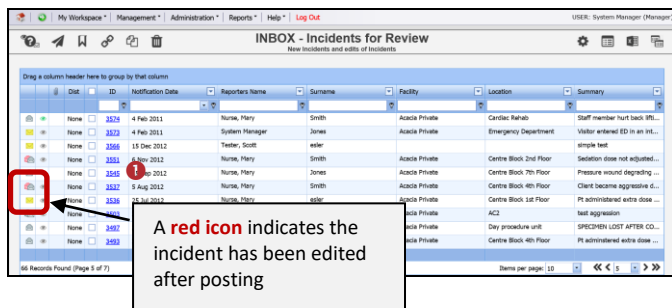 My Workspace Management Administration Reports Help Log Out USER: System Manager (Manager)
INBOX - Incidents for Review
New Incidents and edits of Incidents
Drag a column header here to group by that column
Dist ID Notification Date Reporters Name Surname Facility Location Summary
None 3574 4 Feb 2011 Nurse, Mary Smith Acacia Private Cardiac Rehab Staff member hurt back lifti...
None 3573 4 Feb 2011 System Manager Jones Acacia Private Emergency Department Visitor entered ED in an int...
None 3566 15 Dec 2012 Tester, Scott esler simple test
None 3551 6 Nov 2012 Nurse, Mary Smith Acacia Private Centre Block 2nd Floor Sedation dose not adjusted...
None 3545 1 Sep 2012 Nurse, Mary Jones Acacia Private Centre Block 7th Floor Pressure wound degrading ...
None 3537 5 Aug 2012 Nurse, Mary Smith Acacia Private Centre Block 4th Floor Client became aggressive d...
None 3536 25 Jul 2012 Nurse, Mary esler Acacia Private Centre Block 1st Floor Pt administered extra dose ...
None 3503 cia Private AC2 test aggression
None 3497 cia Private Day procedure unit SPECIMEN LOST AFTER CO...
None 3493 cia Private Centre Block 4th Floor Pt administered extra dose ...
A red icon indicates the
incident has been edited
after posting
66 Records Found (Page 5 of 7) Items per page: 10 5